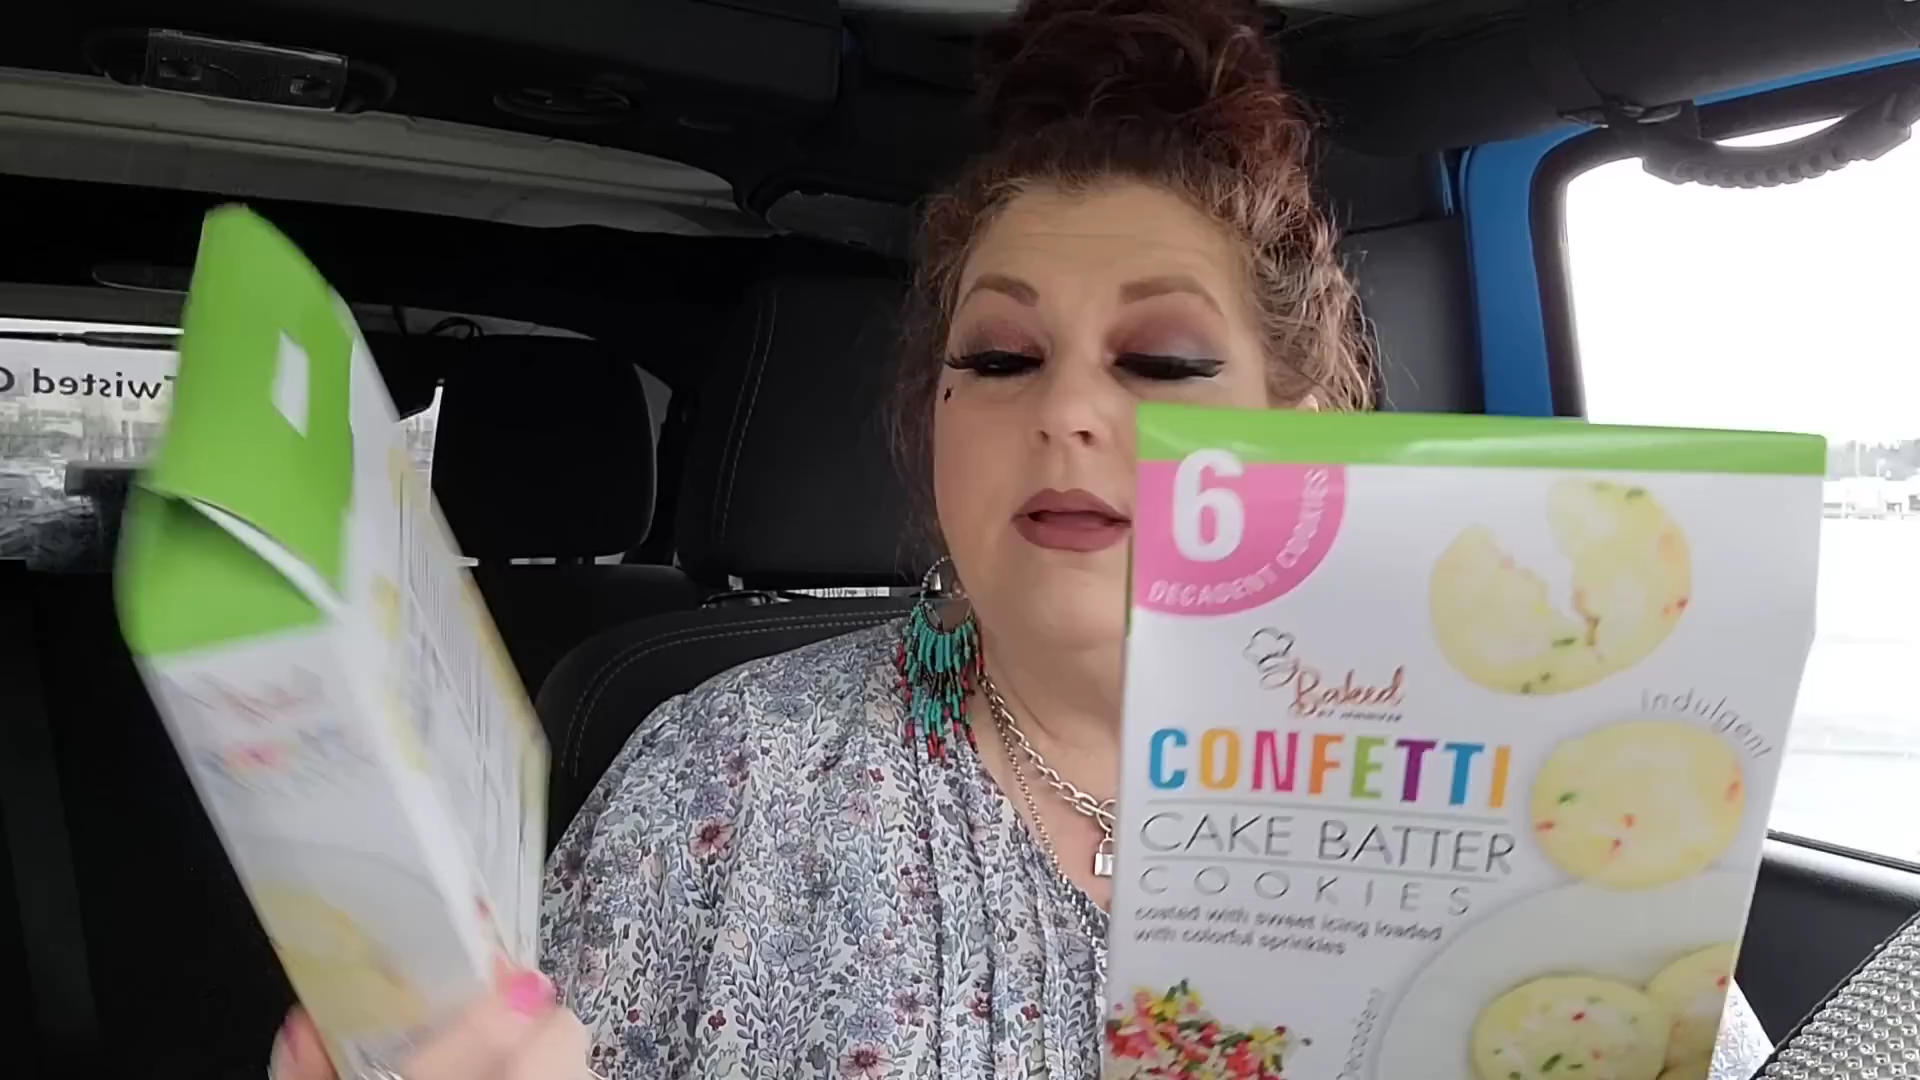 Twisted
6
DECADENT COOKIES
Baked
indulgent
CONFETTI
CAKE BATTER
COOKIES
coated with sweet icing loaded
with colorful sprinkles